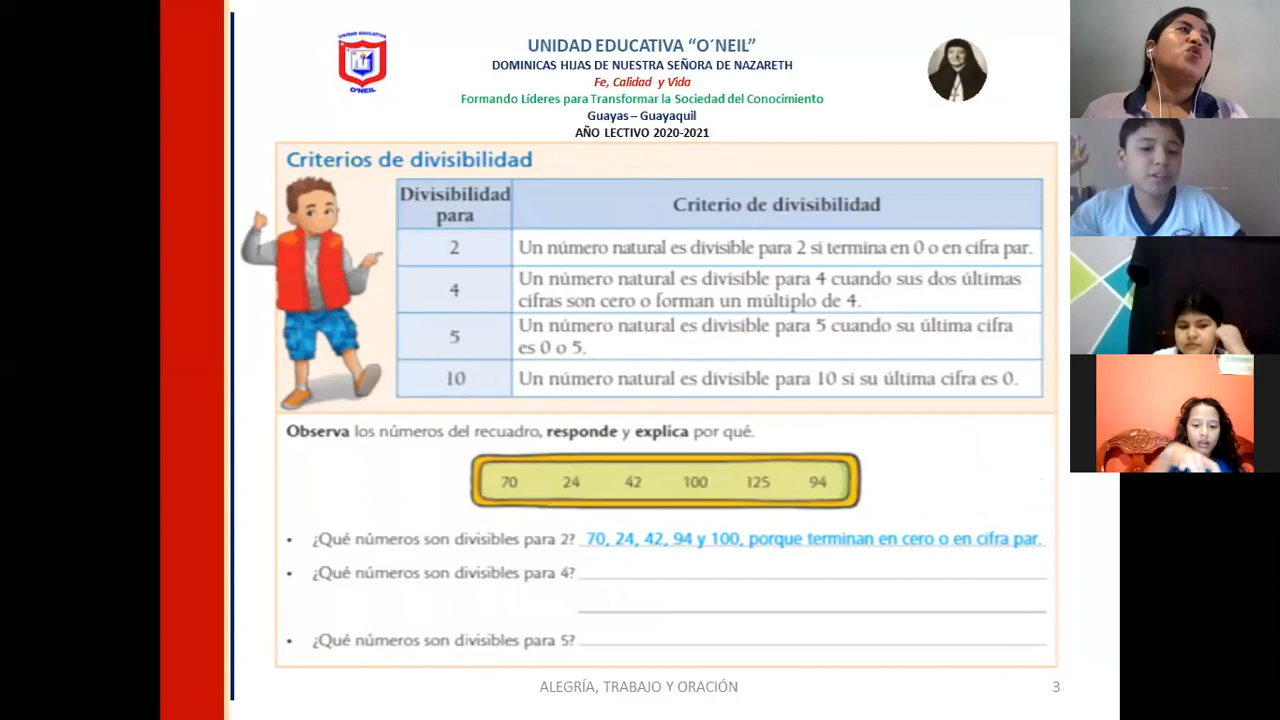 UNIDAD EDUCATIVA
O´NEIL
UNIDAD EDUCATIVA “O´NEIL”
DOMINICAS HIJAS DE NUESTRA SEÑORA DE NAZARETH
Fe, Calidad y Vida
Formando Líderes para Transformar la Sociedad del Conocimiento
Guayas – Guayaquil
AÑO LECTIVO 2020-2021
Criterios de divisibilidad
Divisibilidad para
Criterio de divisibilidad
2
Un número natural es divisible para 2 si termina en 0 o en cifra par.
4
Un número natural es divisible para 4 cuando sus dos últimas
cifras son cero o forman un múltiplo de 4.
5
Un número natural es divisible para 5 cuando su última cifra
es 0 o 5.
10
Un número natural es divisible para 10 si su última cifra es 0.
Observa los números del recuadro, responde y explica por qué.
70 24 42 100 125 94
• ¿Qué números son divisibles para 2? 70, 24, 42, 94 y 100, porque terminan en cero o en cifra par.
• ¿Qué números son divisibles para 4?
• ¿Qué números son divisibles para 5?
ALEGRÍA, TRABAJO Y ORACIÓN
3